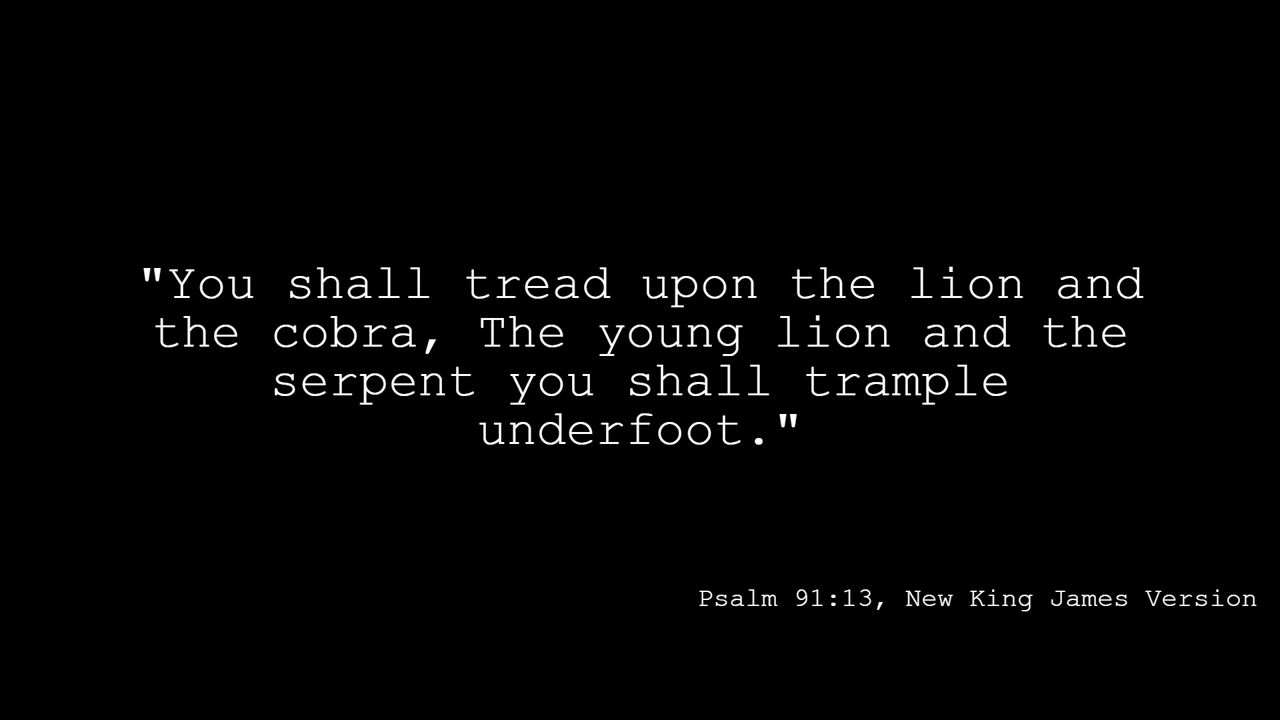 "You shall tread upon the lion and
the cobra, The young lion and the
serpent you shall trample
underfoot."
Psalm 91:13, New King James Version